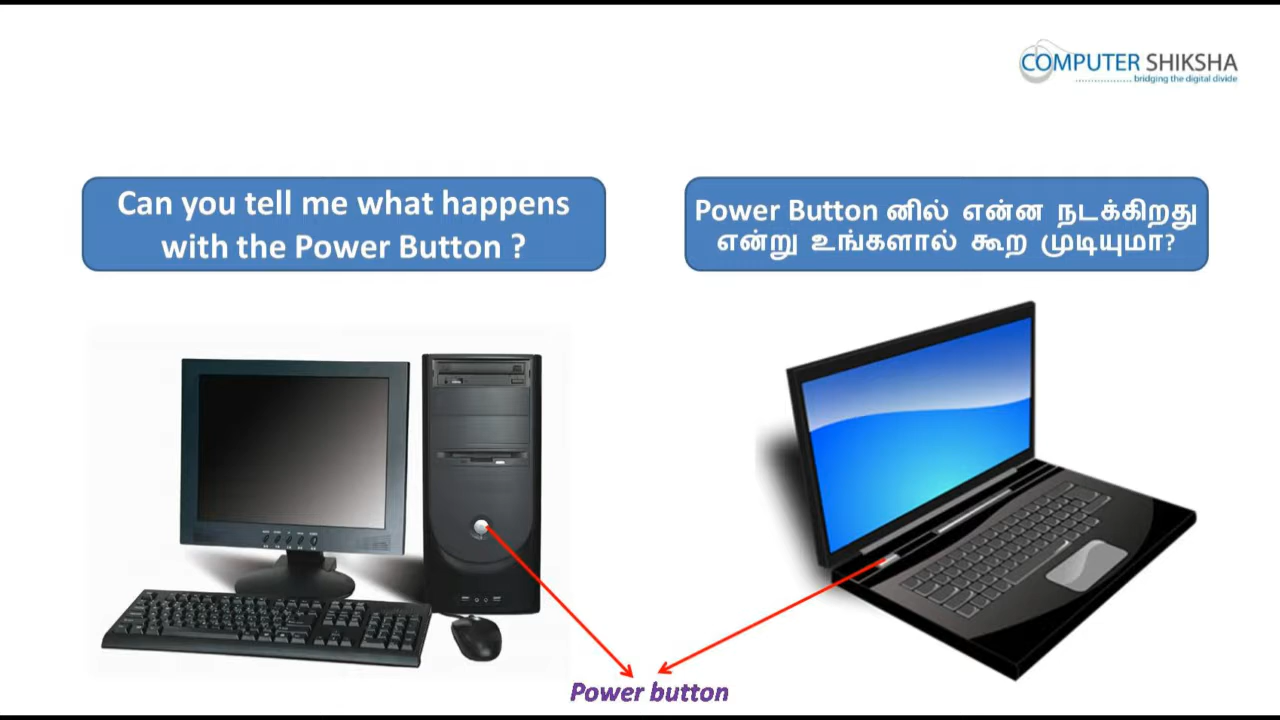 COMPUTER SHIKSHA
bridging the digital divide
Can you tell me what happens
with the Power Button ?
Power Button னில் என்ன நடக்கிறது
என்று உங்களால் கூற முடியுமா?
Power button